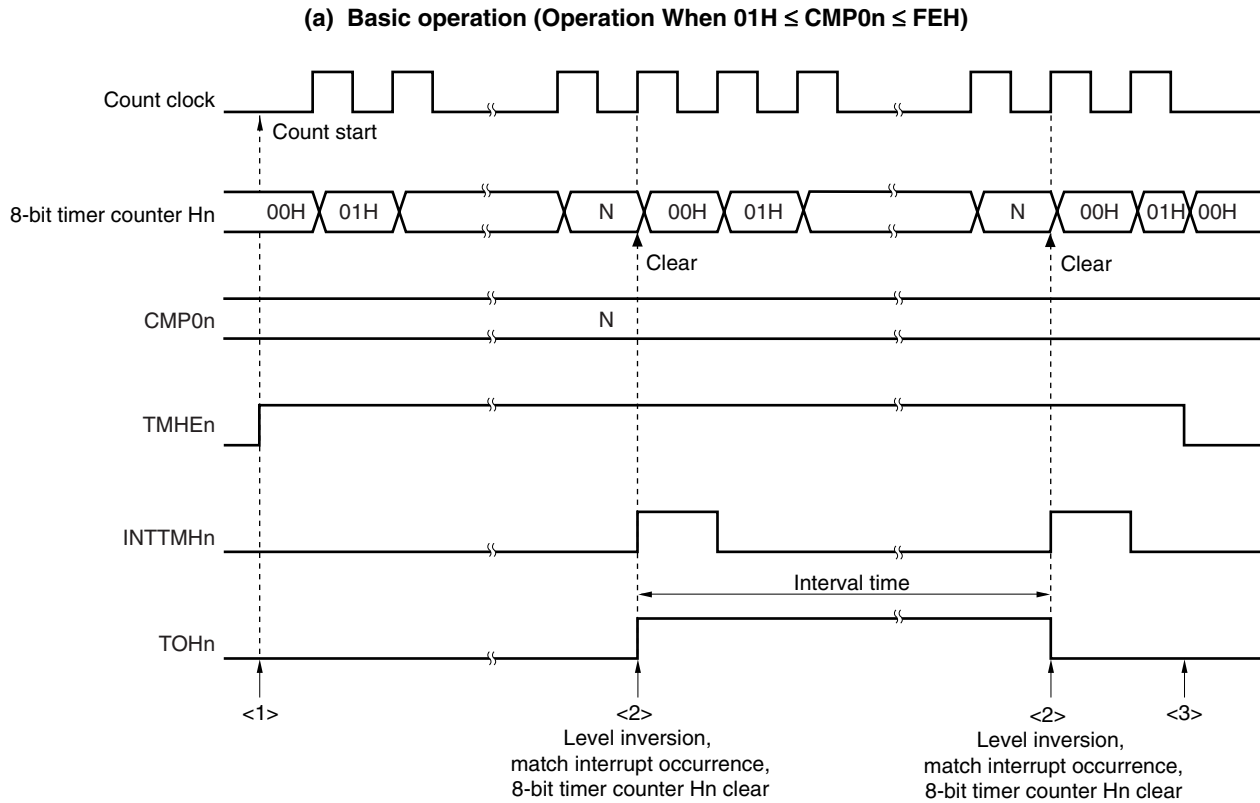 (a) Basic operation (Operation When 01H ≤ CMP0n ≤ FEH)
Count clock
Count start
8-bit timer counter Hn
00H 01H N 00H 01H N 00H 01H 00H
Clear Clear
CMP0n
N
TMHEn
INTTMHn
Interval time
TOHn
<1> <2> <2> <3>
Level inversion,
match interrupt occurrence,
8-bit timer counter Hn clear
Level inversion,
match interrupt occurrence,
8-bit timer counter Hn clear